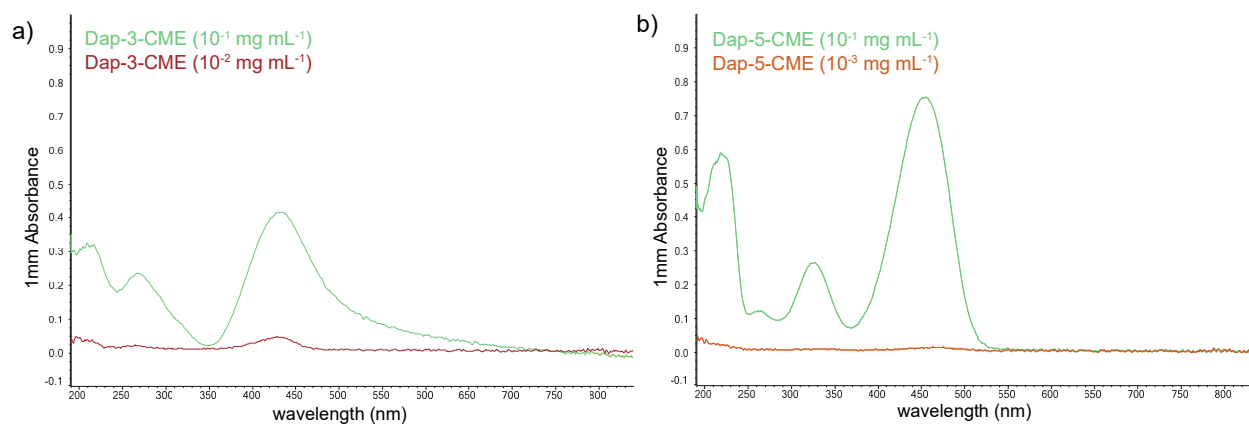 a)
Dap-3-CME (10⁻¹ mg mL⁻¹)
Dap-3-CME (10⁻² mg mL⁻¹)
1mm Absorbance
0.9
0.8
0.7
0.6
0.5
0.4
0.3
0.2
0.1
0.0
-0.1
200 250 300 350 400 450 500 550 600 650 700 750 800
wavelength (nm)
b)
Dap-5-CME (10⁻¹ mg mL⁻¹)
Dap-5-CME (10⁻³ mg mL⁻¹)
1mm Absorbance
0.9
0.8
0.7
0.6
0.5
0.4
0.3
0.2
0.1
0.0
-0.1
200 250 300 350 400 450 500 550 600 650 700 750 800
wavelength (nm)